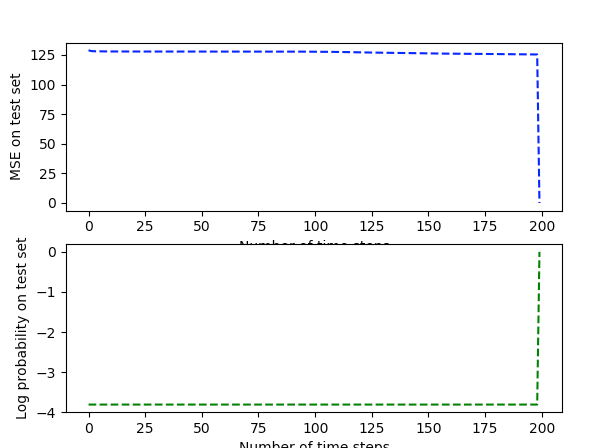 MSE on test set
125
100
75
50
25
0
0 25 50 75 100 125 150 175 200
Number of time steps
Log probability on test set
0
−1
−2
−3
−4
0 25 50 75 100 125 150 175 200
Number of time steps